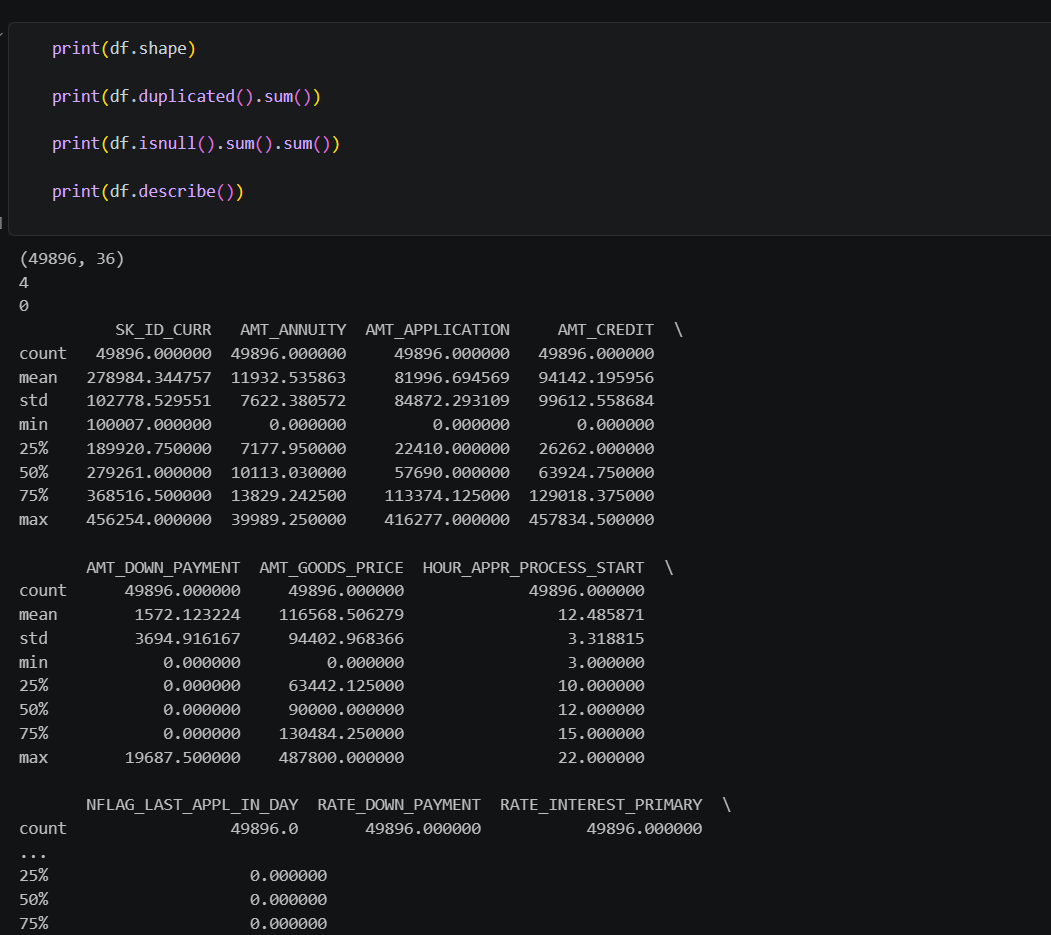 print(df.shape)
print(df.duplicated().sum())
print(df.isnull().sum().sum())
print(df.describe())
(49896, 36)
4
0
SK_ID_CURR AMT_ANNUITY AMT_APPLICATION AMT_CREDIT \
count 49896.000000 49896.000000 49896.000000 49896.000000
mean 278984.344757 11932.535863 81996.694569 94142.195956
std 102778.529551 7622.380572 84872.293109 99612.558684
min 100007.000000 0.000000 0.000000 0.000000
25% 189920.750000 7177.950000 22410.000000 26262.000000
50% 279261.000000 10113.030000 57690.000000 63924.750000
75% 368516.500000 13829.242500 113374.125000 129018.375000
max 456254.000000 39989.250000 416277.000000 457834.500000
AMT_DOWN_PAYMENT AMT_GOODS_PRICE HOUR_APPR_PROCESS_START \
count 49896.000000 49896.000000 49896.000000
mean 1572.123224 116568.506279 12.485871
std 3694.916167 94402.968366 3.318815
min 0.000000 0.000000 3.000000
25% 0.000000 63442.125000 10.000000
50% 0.000000 90000.000000 12.000000
75% 0.000000 130484.250000 15.000000
max 19687.500000 487800.000000 22.000000
NFLAG_LAST_APPL_IN_DAY RATE_DOWN_PAYMENT RATE_INTEREST_PRIMARY \
count 49896.0 49896.000000 49896.000000
...
25% 0.000000
50% 0.000000
75% 0.000000